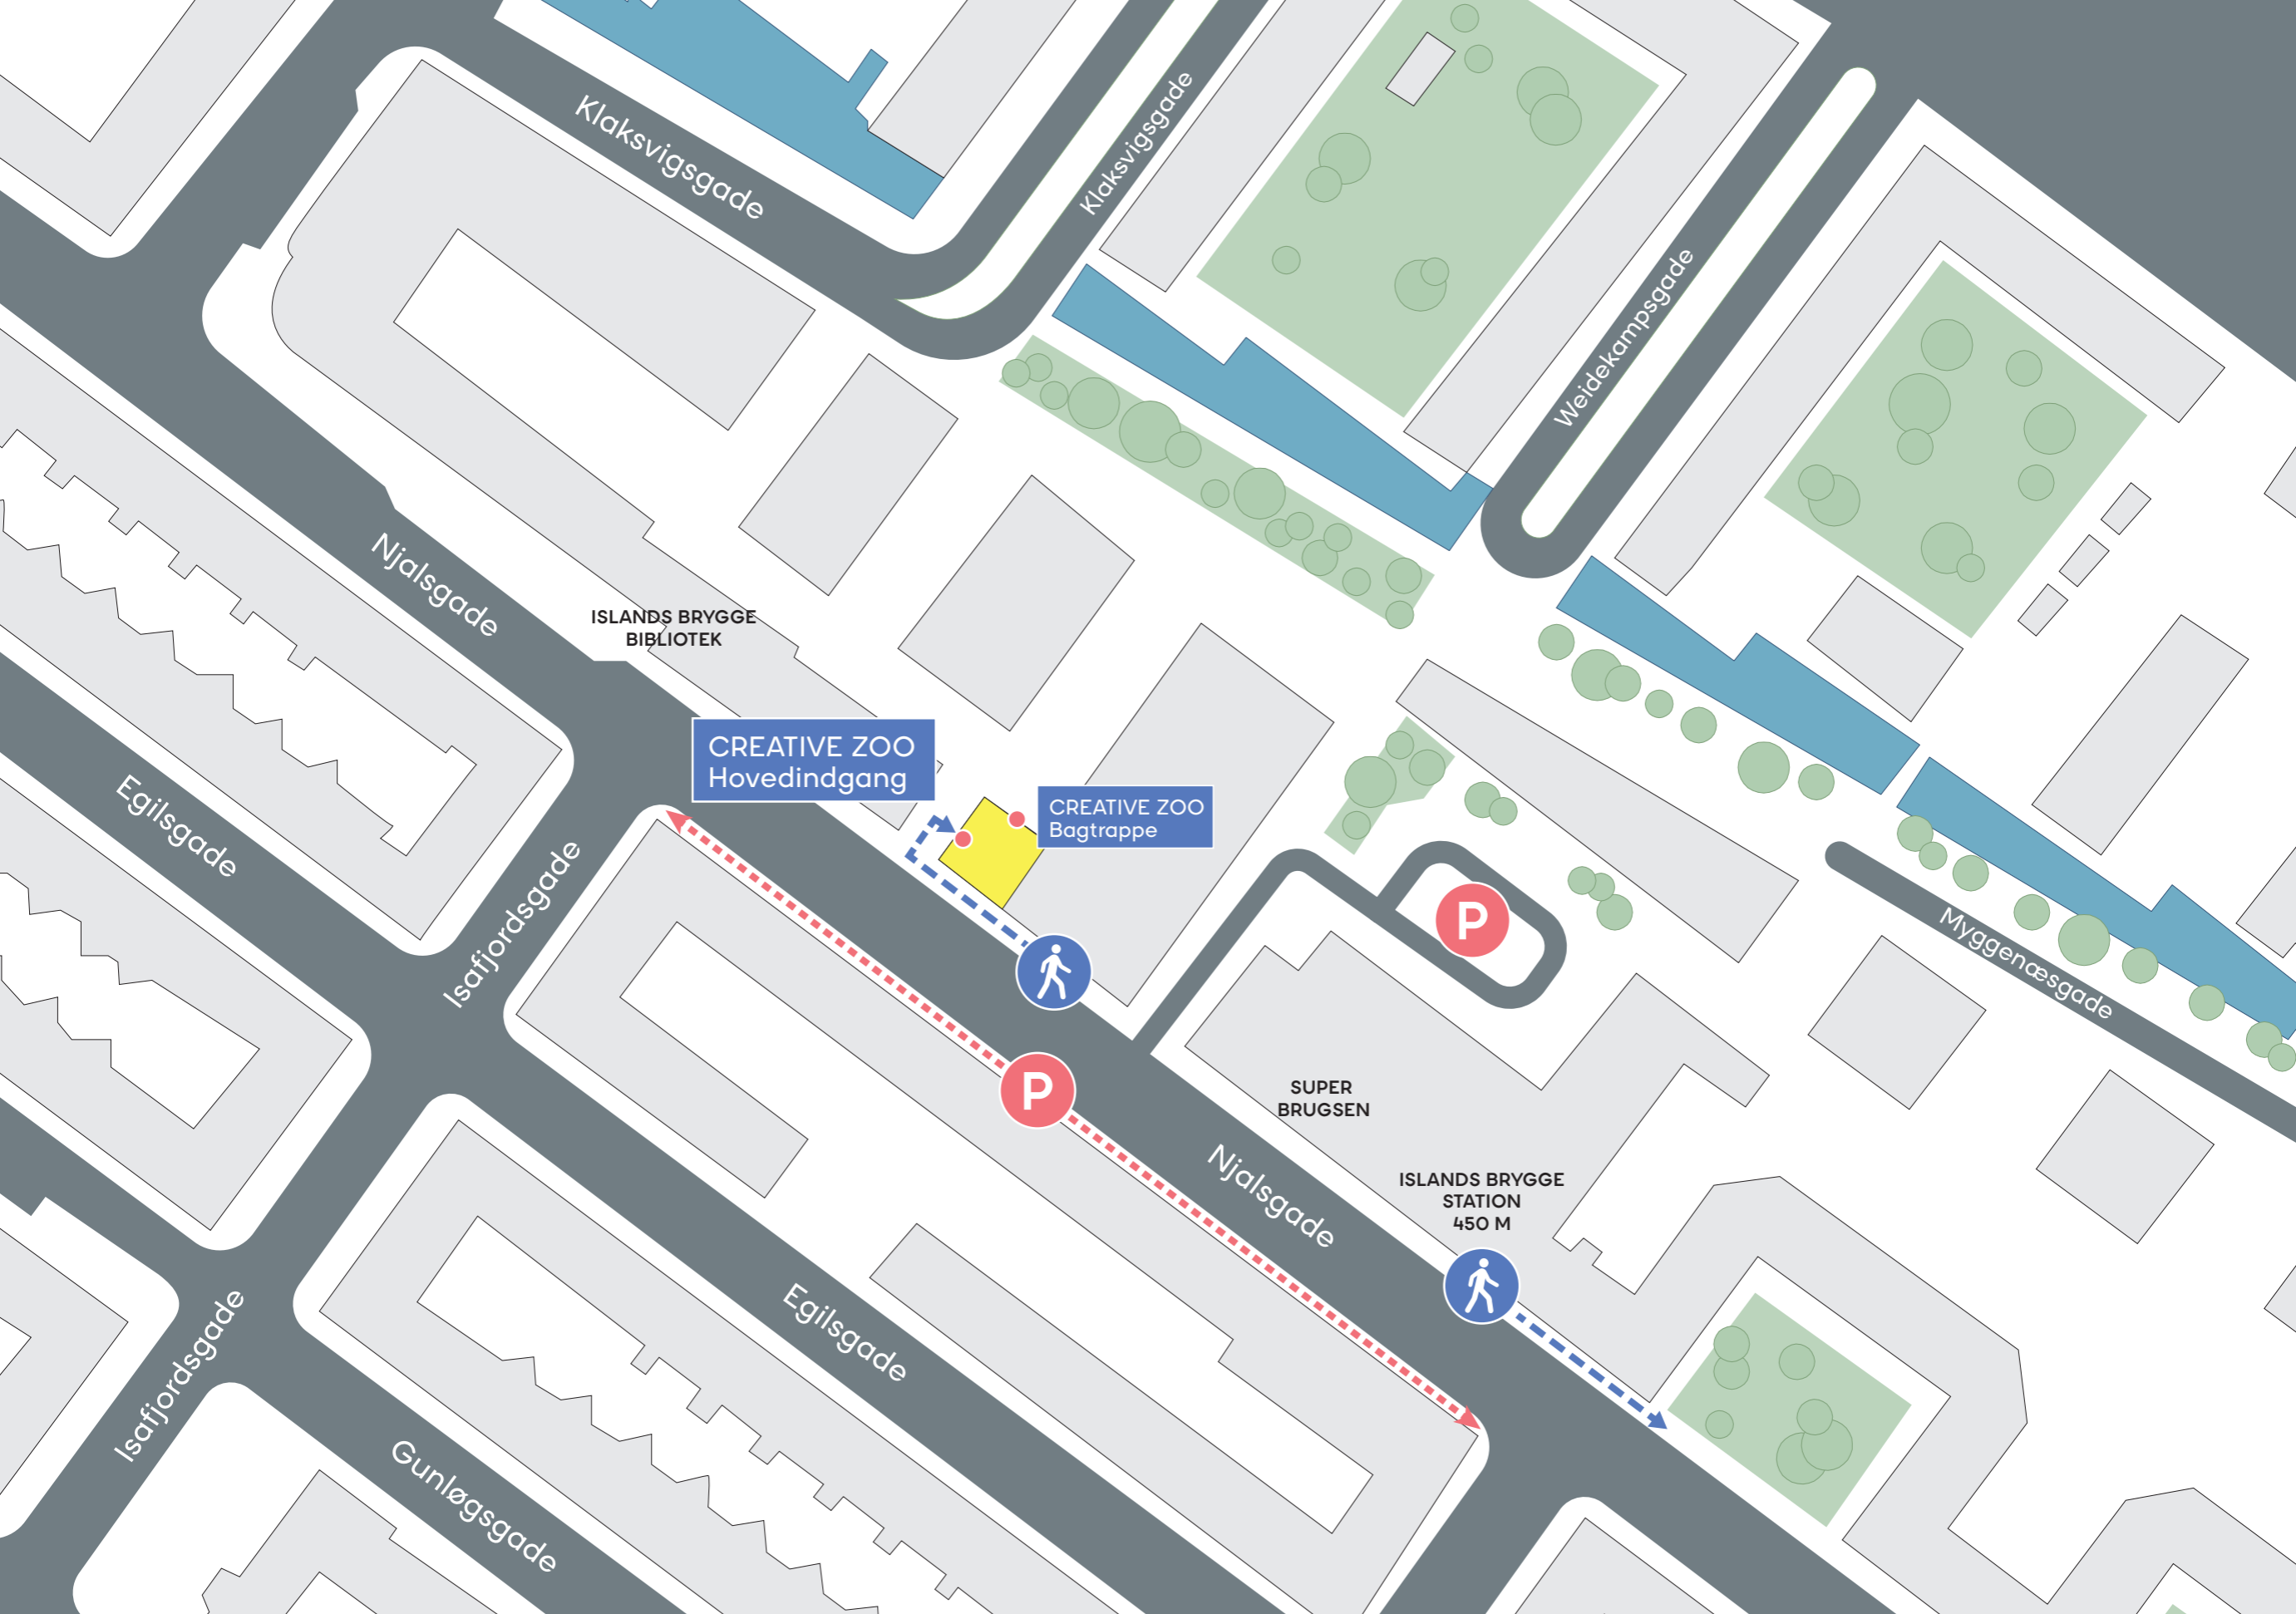 Klaksvigsgade
Klaksvigsgade
Weidekampsgade
Njalsgade
ISLANDS BRYGGE
BIBLIOTEK
CREATIVE ZOO
Hovedindgang
CREATIVE ZOO
Bagtrappe
Egilsgade
Isafjordsgade
P
Myggenæsgade
P
SUPER
BRUGSEN
Njalsgade
ISLANDS BRYGGE
STATION
450 M
Egilsgade
Isafjordsgade
Gunløgsgade